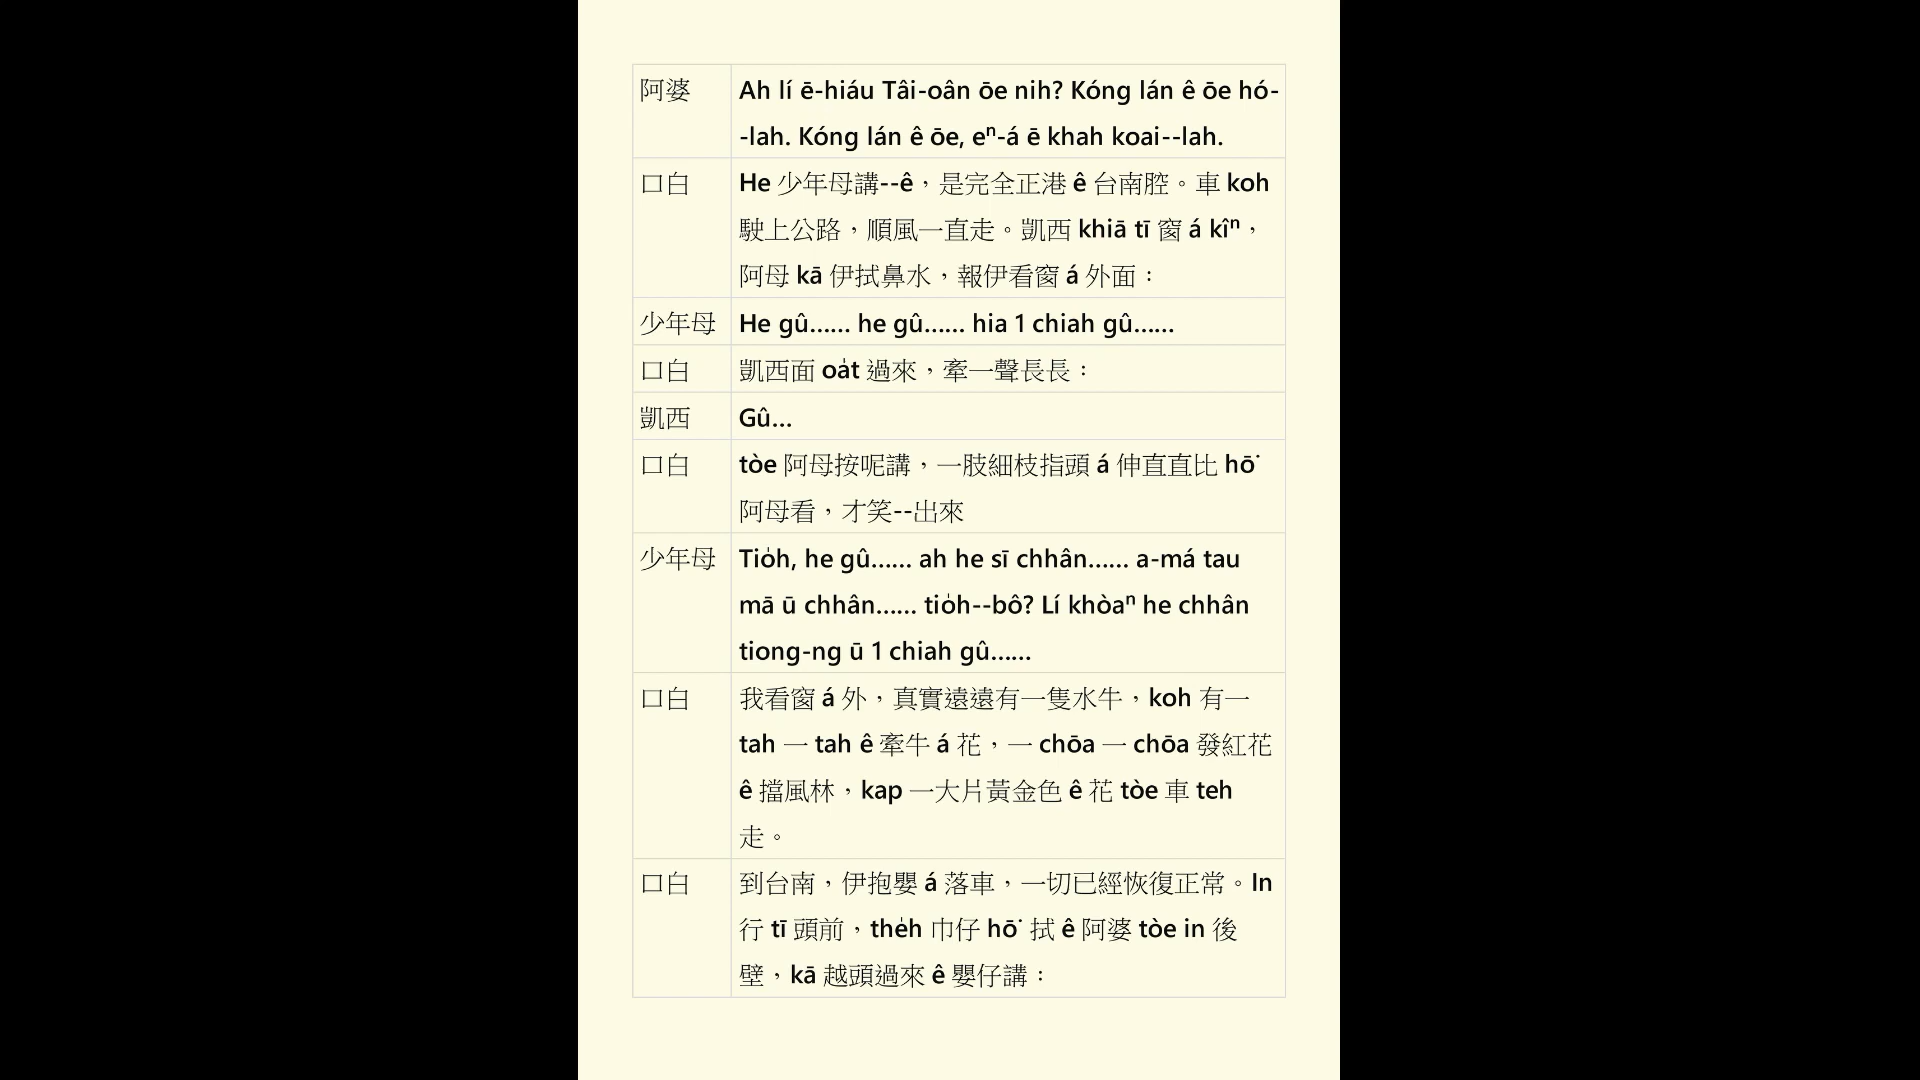 阿婆
Ah lí ē-hiáu Tâi-oân ōe nih? Kóng lán ê ōe hó-
-lah. Kóng lán ê ōe, eⁿ-á ē khah koai--lah.
口白
He 少年母講--ê，是完全正港 ê 台南腔。車 koh
駛上公路，順風一直走。凱西 khiā tī 窗 á kîⁿ，
阿母 kā 伊拭鼻水，報伊看窗 á 外面：
少年母
He gû…… he gû…… hia 1 chiah gû……
口白
凱西面 oa̍t 過來，牽一聲長長：
凱西
Gû…
口白
tòe 阿母按呢講，一肢細枝指頭 á 伸直直比 hō͘
阿母看，才笑--出來
少年母
Tio̍h, he gû…… ah he sī chhân…… a-má tau
mā ū chhân…… tio̍h--bô? Lí khòaⁿ he chhân
tiong-ng ū 1 chiah gû……
口白
我看窗 á 外，真實遠遠有一隻水牛，koh 有一
tah 一 tah ê 牽牛 á 花，一 chōa 一 chōa 發紅花
ê 擋風林，kap 一大片黃金色 ê 花 tòe 車 teh
走。
口白
到台南，伊抱嬰 á 落車，一切已經恢復正常。In
行 tī 頭前，the̍h 巾仔 hō͘ 拭 ê 阿婆 tòe in 後
壁，kā 越頭過來 ê 嬰仔講：